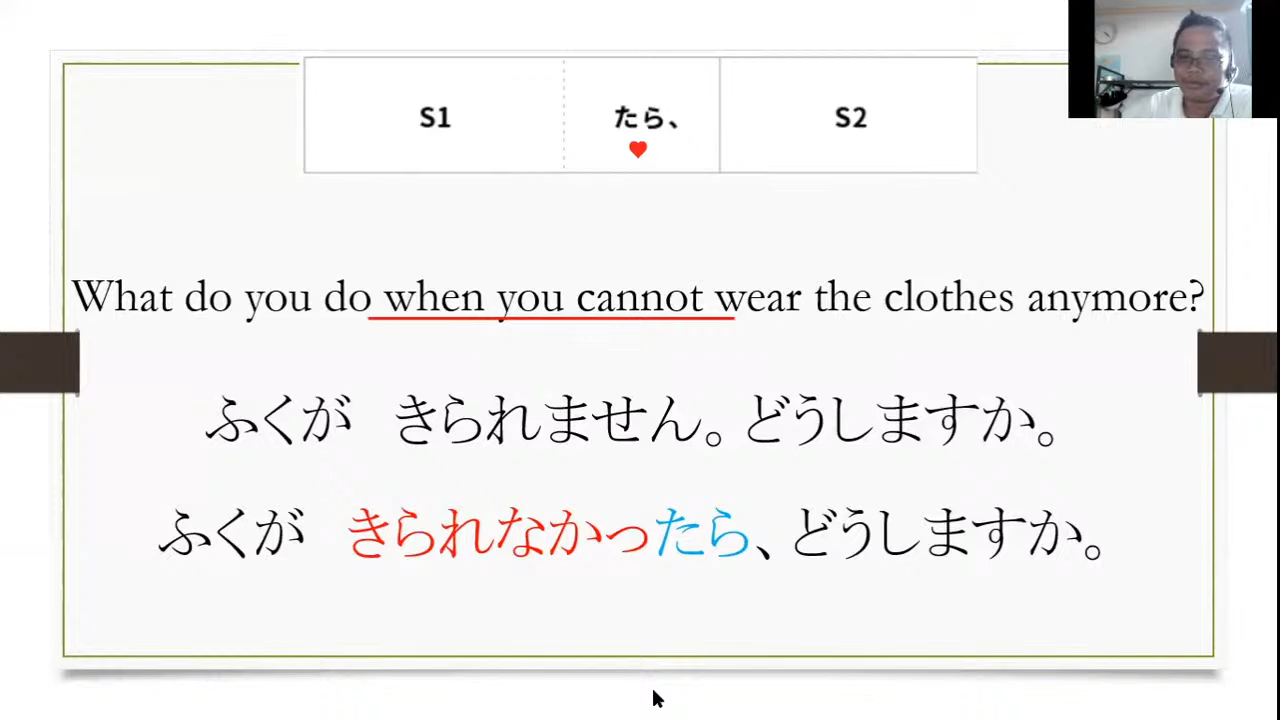 S1 たら、 S2
What do you do when you cannot wear the clothes anymore?
ふくが きられません。どうしますか。
ふくが きられなかったら、どうしますか。